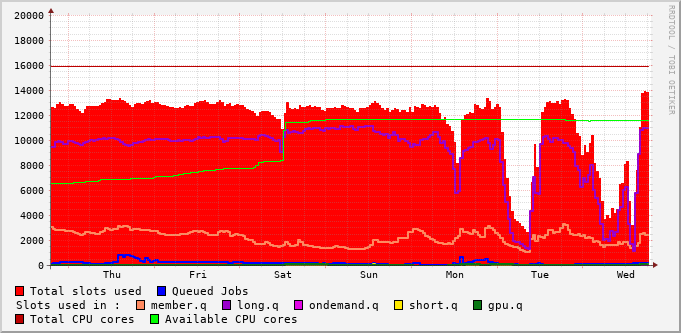 RRDTOOL / TOBI OETIKER
20000
18000
16000
14000
12000
10000
8000
6000
4000
2000
0
Thu Fri Sat Sun Mon Tue Wed
Total slots used Queued Jobs
Slots used in : member.q long.q ondemand.q short.q gpu.q
Total CPU cores Available CPU cores